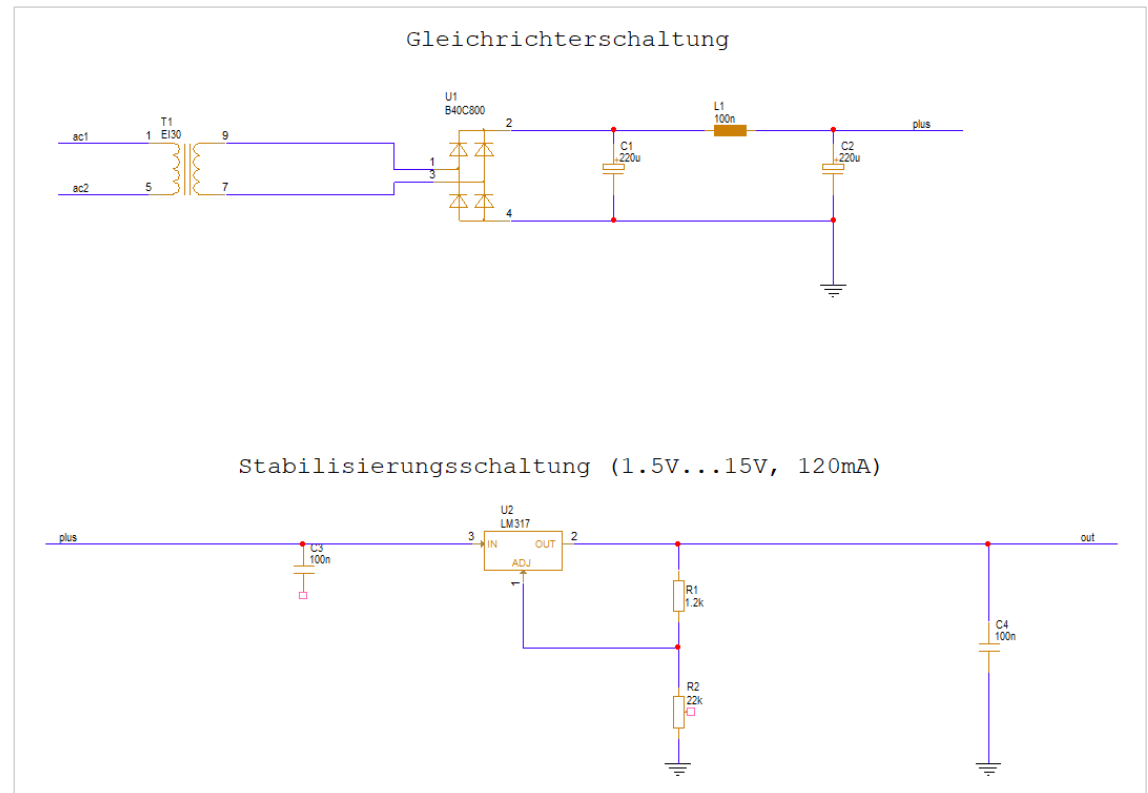 Gleichrichterschaltung
U1
B40C800
T1
EI30
L1
100n
ac1
1
9
2
plus
C1
+220u
C2
+220u
1
3
ac2
5
7
4
Stabilisierungsschaltung (1.5V...15V, 120mA)
U2
LM317
plus
3
IN
OUT
2
out
C3
100n
ADJ
1
R1
1.2k
C4
100n
R2
22k